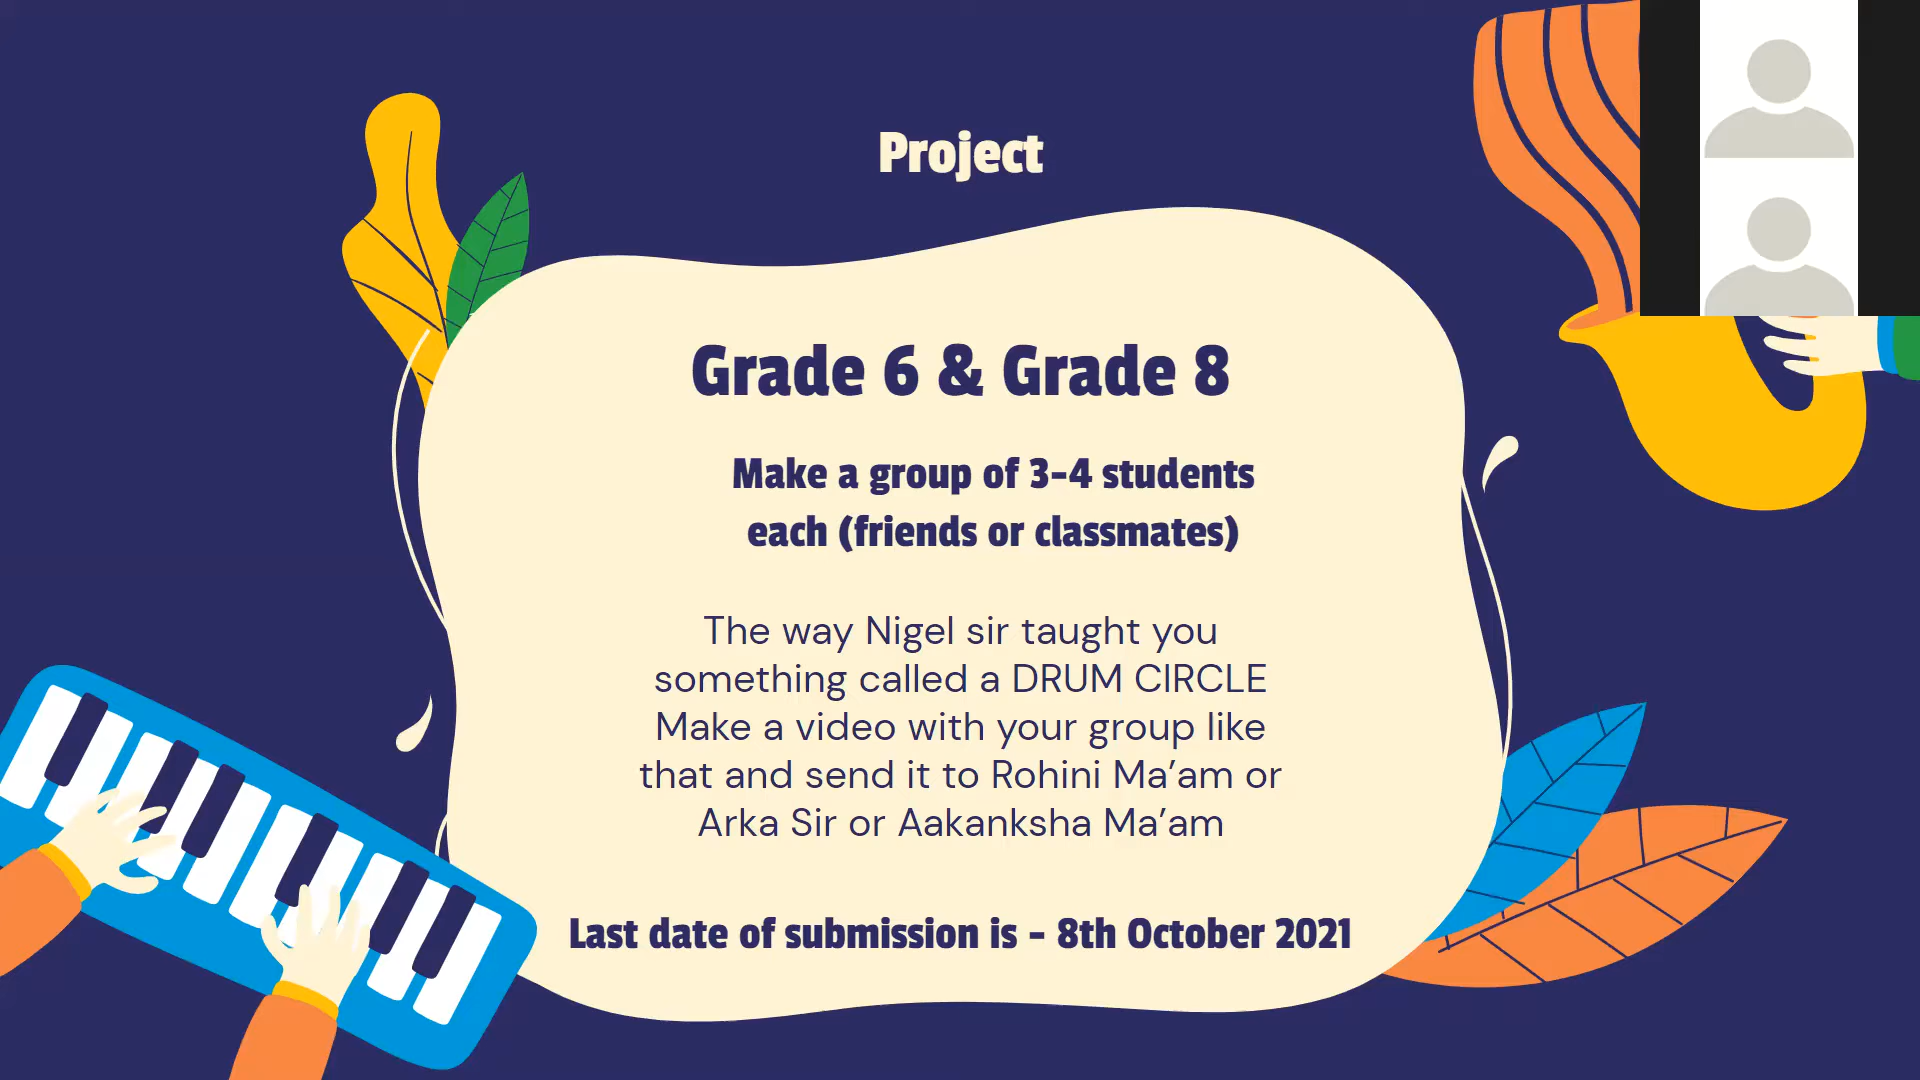 Project
Grade 6 & Grade 8
Make a group of 3-4 students
each (friends or classmates)
The way Nigel sir taught you
something called a DRUM CIRCLE
Make a video with your group like
that and send it to Rohini Ma’am or
Arka Sir or Aakanksha Ma’am
Last date of submission is - 8th October 2021